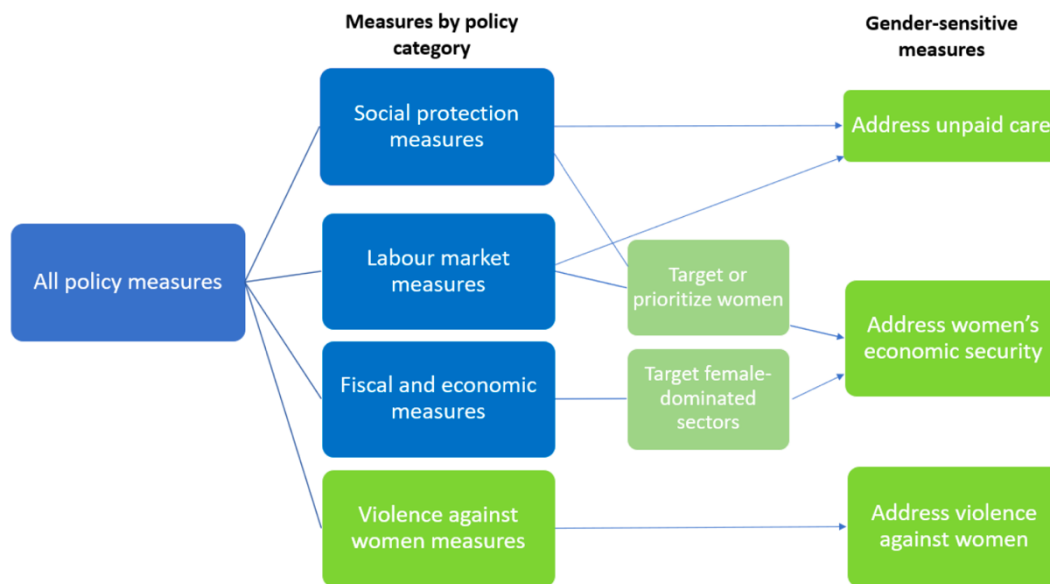 Measures by policy
category
Gender-sensitive
measures
Social protection
measures
Address unpaid care
All policy measures
Labour market
measures
Target or
prioritize women
Address women's
economic security
Fiscal and economic
measures
Target female-
dominated
sectors
Violence against
women measures
Address violence
against women